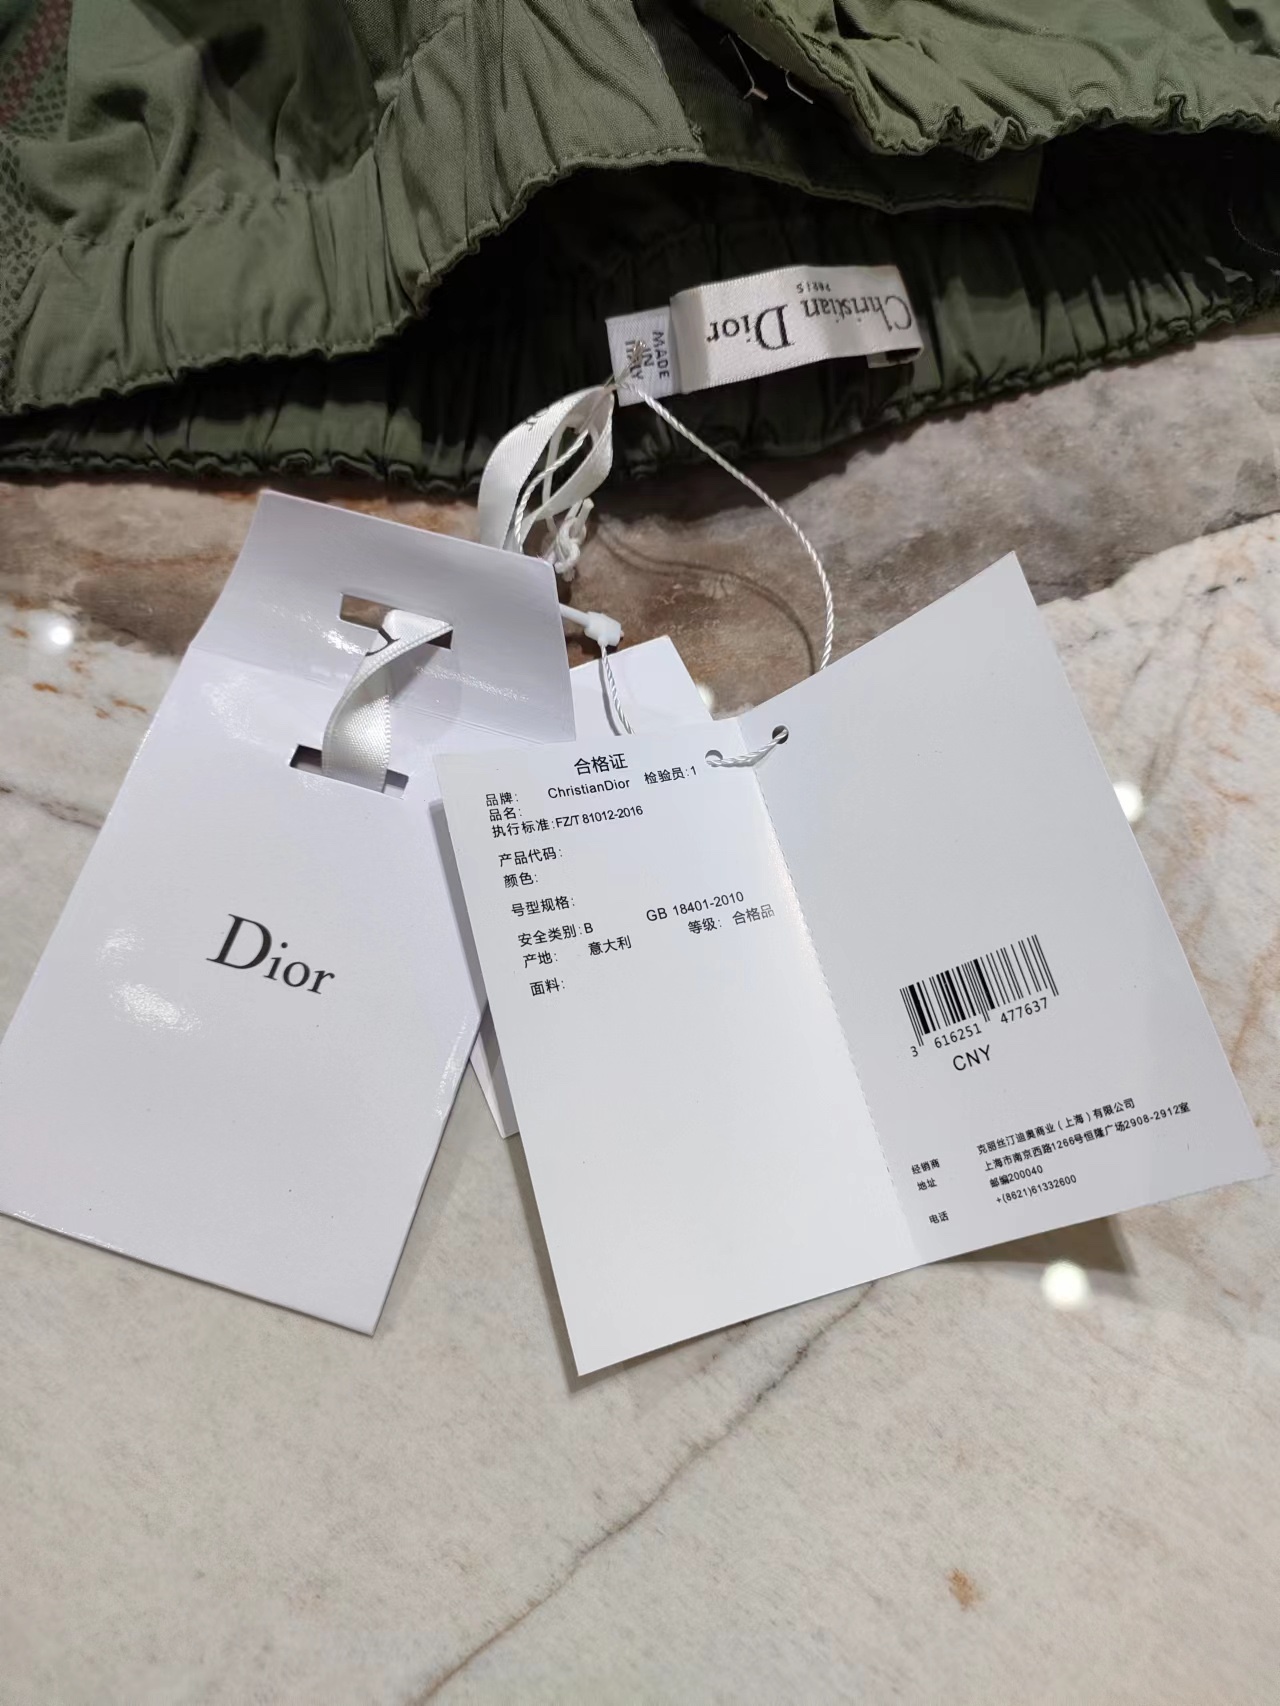 Christian Dior
PARIS
MADE
IN
ITALY
Dior
合格证
品牌: ChristianDior 检验员:1
品名:
执行标准:FZ/T 81012-2016
产品代码:
颜色:
号型规格:
安全类别:B GB 18401-2010
产地: 意大利 等级: 合格品
面料:
3 616251 477637
CNY
经销商 克丽丝汀迪奥商业(上海)有限公司
地址 上海市南京西路1266号恒隆广场2908-2912室
邮编200040
电话 +(8621)61332600